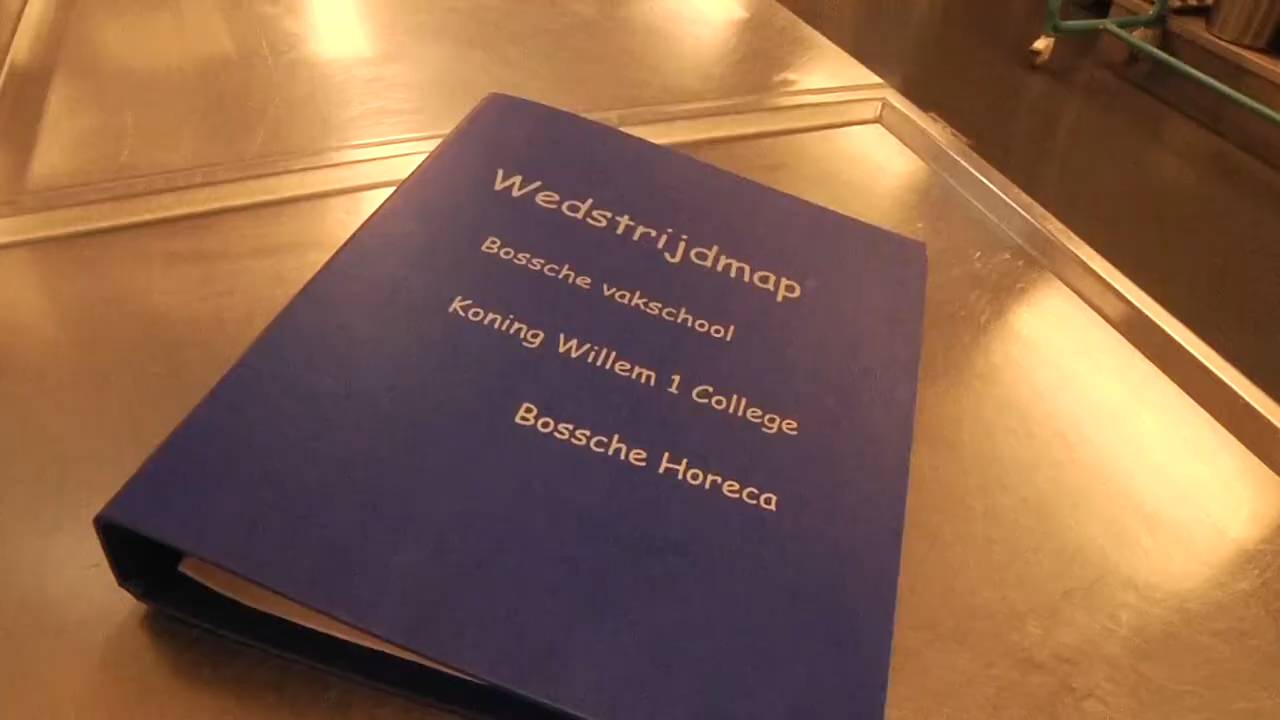 Wedstrijdmap
Bossche vakschool
Koning Willem 1 College
Bossche Horeca